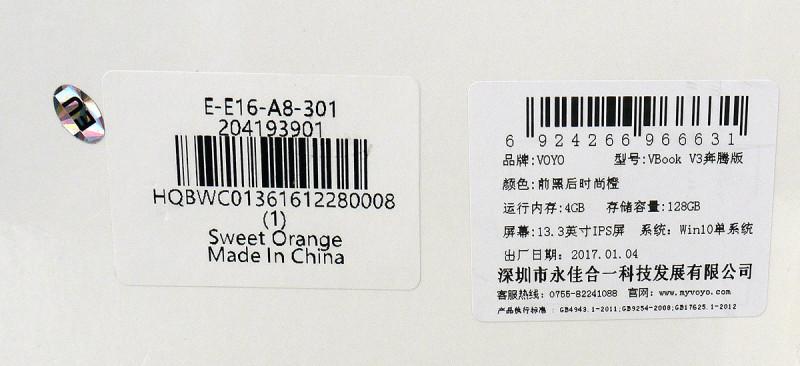 E-E16-A8-301
204193901
HQBWC01361612280008
(1)
Sweet Orange
Made In China
6 924266 966631
品牌:VOYO 型号:VBook V3奔腾版
颜色:前黑后时尚橙
运行内存:4GB 存储容量:128GB
屏幕:13.3英寸IPS屏 系统:Win10单系统
出厂日期:2017.01.04
深圳市永佳合一科技发展有限公司
客服热线:0755-82241088 官网:www.myvoyo.com
产品执行标准:GB4943.1-2011;GB9254-2008;GB17625.1-2012